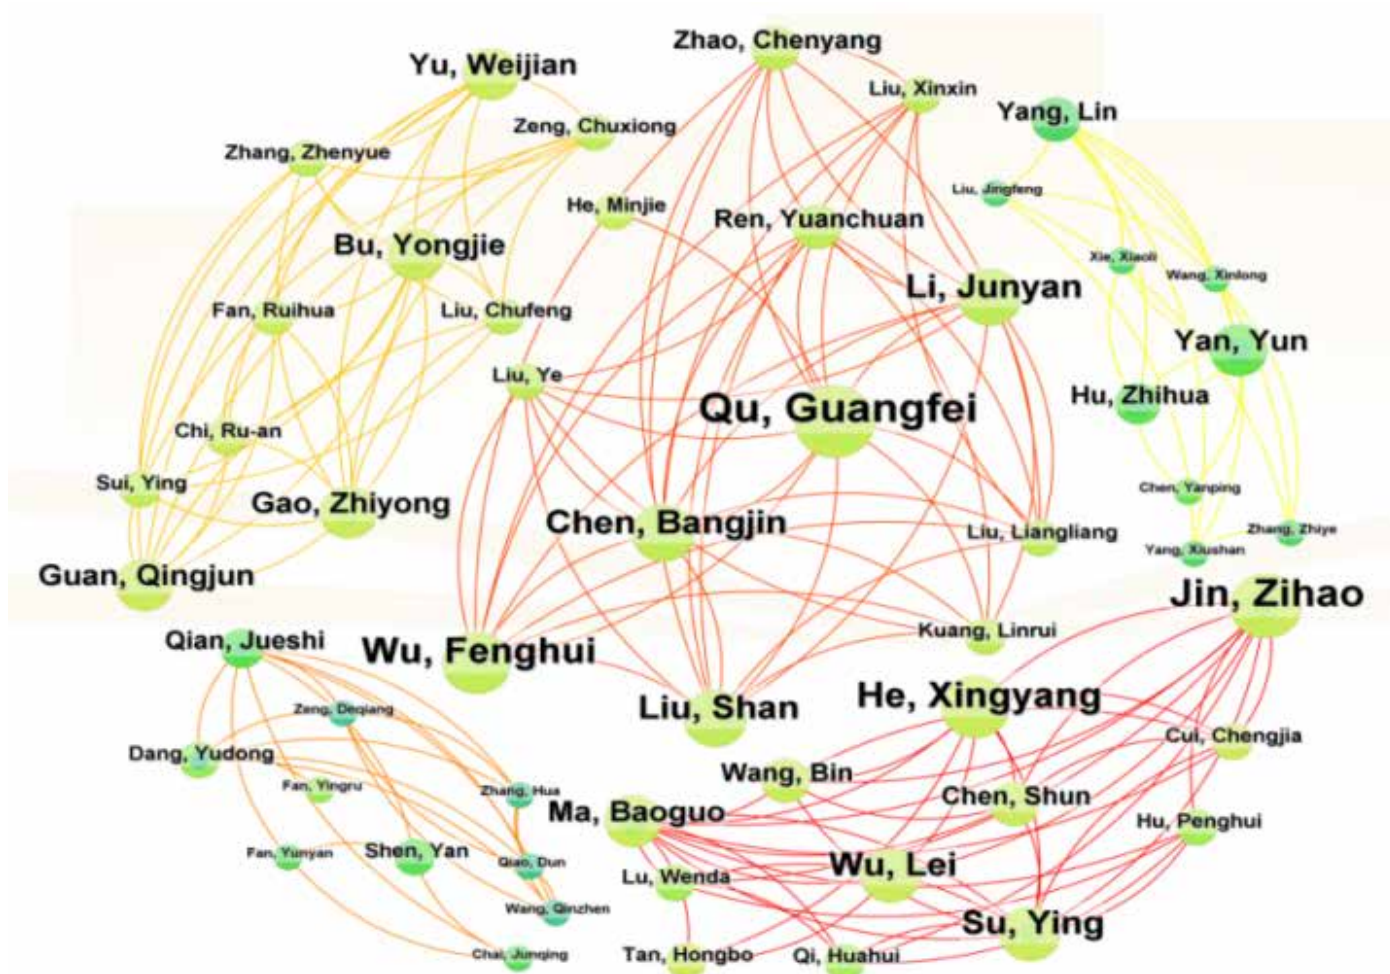 Zhao, Chenyang
Yu, Weijian
Liu, Xinxin
Yang, Lin
Zeng, Chuxiong
Zhang, Zhenyue
Liu, Jingfeng
He, Minjie
Ren, Yuanchuan
Bu, Yongjie
Xie, Xiaoli
Wang, Xinlong
Li, Junyan
Fan, Ruihua
Liu, Chufeng
Yan, Yun
Liu, Ye
Hu, Zhihua
Qu, Guangfei
Chi, Ru-an
Sui, Ying
Chen, Yanping
Gao, Zhiyong
Chen, Bangjin
Liu, Liangliang
Zhang, Zhiye
Yang, Xiushan
Guan, Qingjun
Jin, Zihao
Kuang, Linrui
Qian, Jueshi
Wu, Fenghui
He, Xingyang
Liu, Shan
Zeng, Deqiang
Cui, Chengjia
Dang, Yudong
Wang, Bin
Fan, Yingru
Zhang, Hua
Chen, Shun
Ma, Baoguo
Hu, Penghui
Fan, Yunyan
Shen, Yan
Qiao, Dun
Wu, Lei
Lu, Wenda
Wang, Qinzhen
Su, Ying
Chai, Junqing
Tan, Hongbo
Qi, Huahui